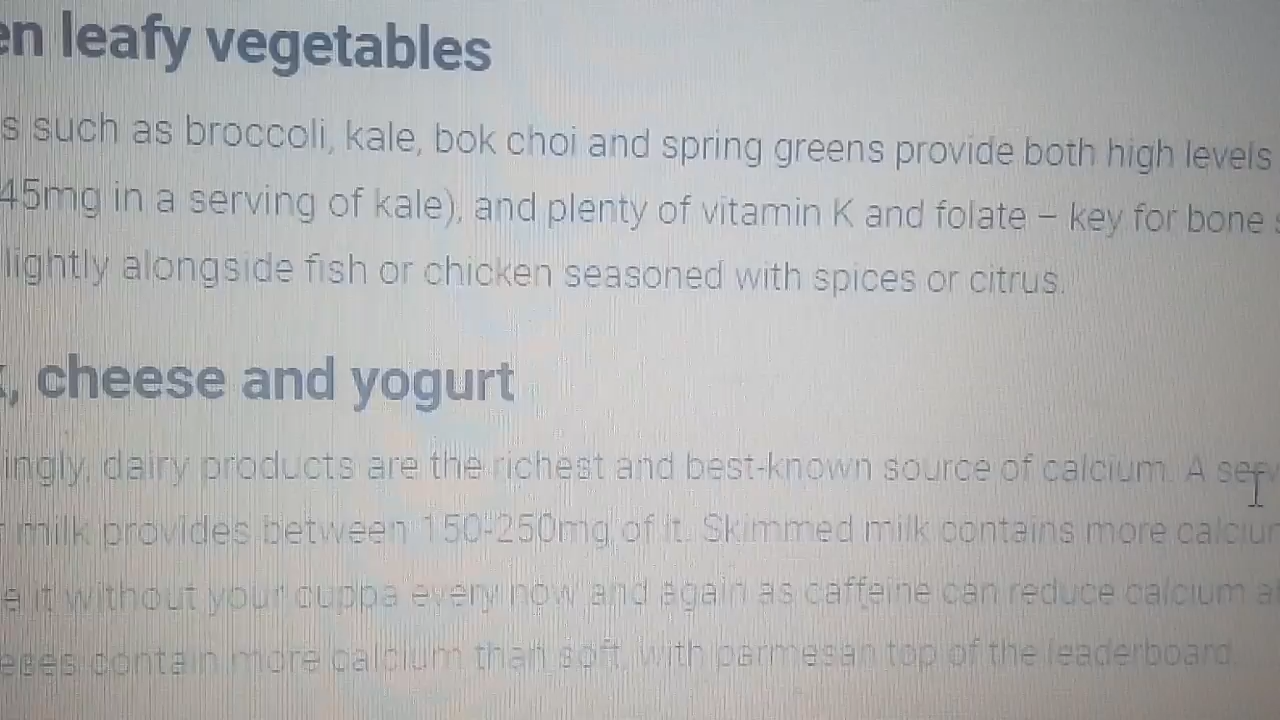 en leafy vegetables
s such as broccoli, kale, bok choi and spring greens provide both high levels
45mg in a serving of kale), and plenty of vitamin K and folate – key for bone
lightly alongside fish or chicken seasoned with spices or citrus.
, cheese and yogurt
ingly, dairy products are the richest and best-known source of calcium. A
milk provides between 150-250mg of it. Skimmed milk contains more calcium
e it without your cuppa every now and again as caffeine can reduce calcium
eses contain more calcium than soft, with parmesan top of the leaderboard.